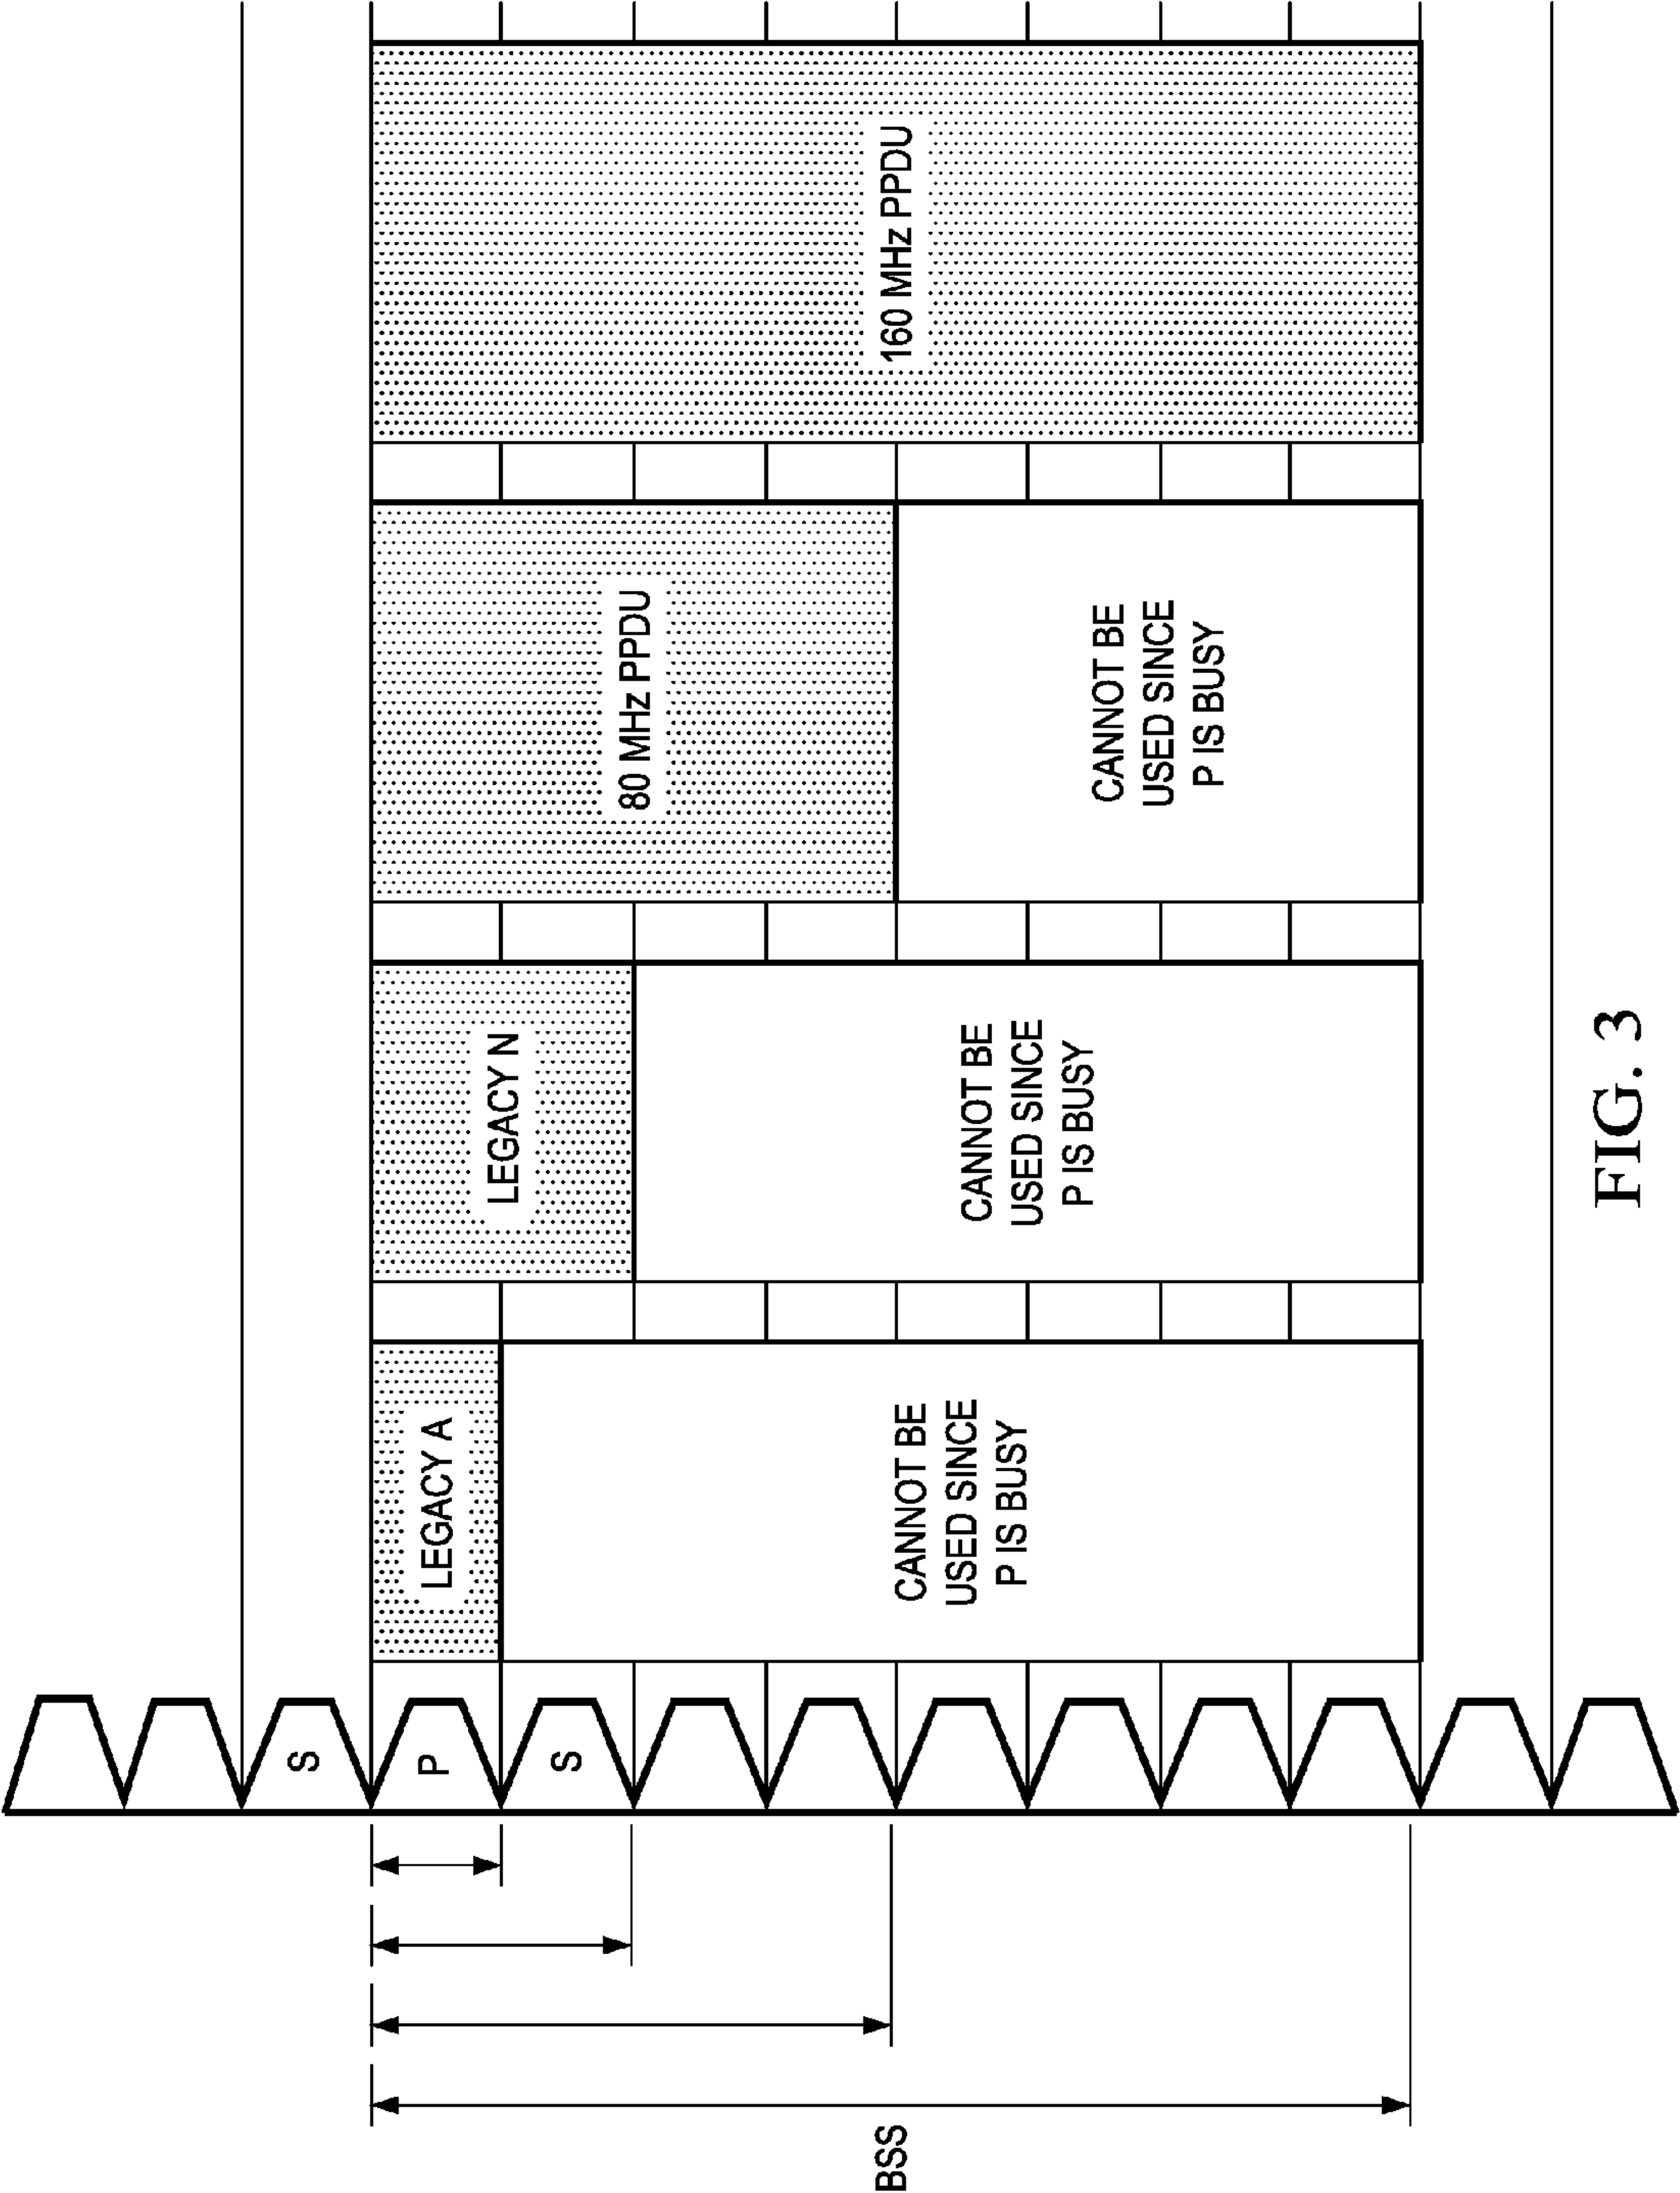 BSS
S
P
S
LEGACY A
CANNOT BE
USED SINCE
P IS BUSY
LEGACY N
CANNOT BE
USED SINCE
P IS BUSY
80 MHz PPDU
CANNOT BE
USED SINCE
P IS BUSY
160 MHz PPDU
FIG. 3